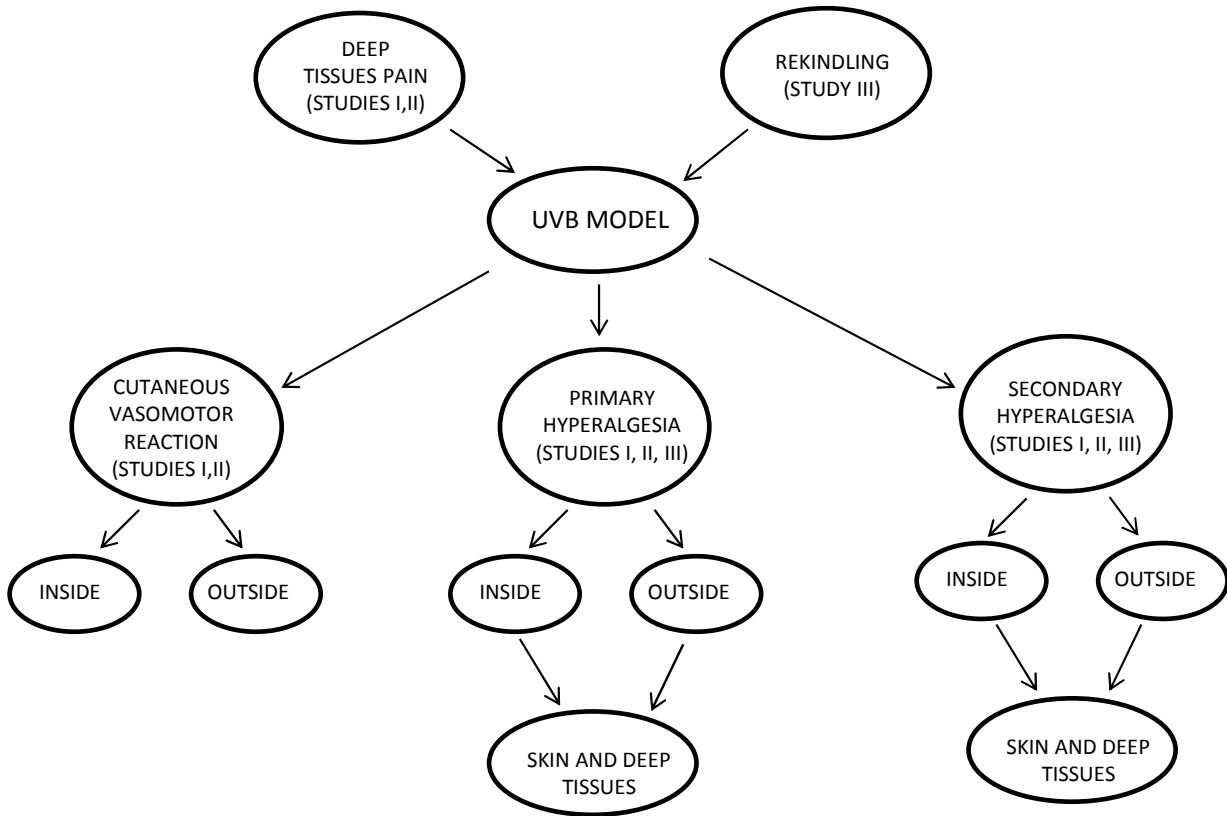 DEEP
TISSUES PAIN
(STUDIES I,II)
REKINDLING
(STUDY III)
UVB MODEL
CUTANEOUS
VASOMOTOR
REACTION
(STUDIES I,II)
PRIMARY
HYPERALGESIA
(STUDIES I, II, III)
SECONDARY
HYPERALGESIA
(STUDIES I, II, III)
INSIDE
OUTSIDE
INSIDE
OUTSIDE
INSIDE
OUTSIDE
SKIN AND DEEP
TISSUES
SKIN AND DEEP
TISSUES